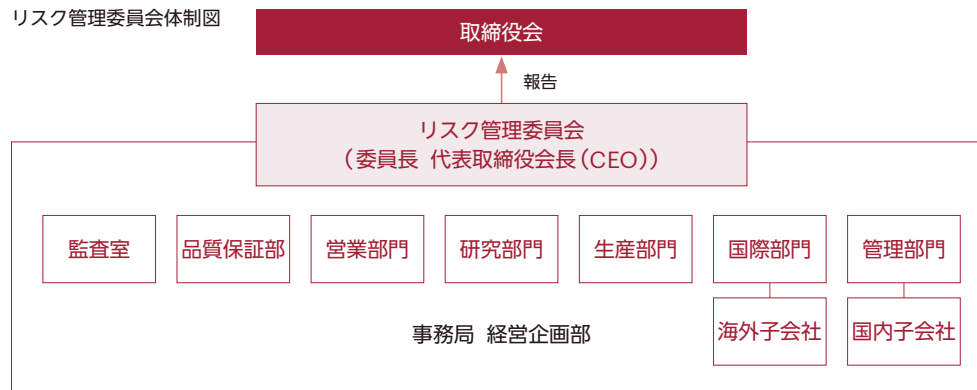 リスク管理委員会体制図
取締役会
報告
リスク管理委員会
(委員長 代表取締役会長(CEO))
監査室
品質保証部
営業部門
研究部門
生産部門
国際部門
管理部門
海外子会社
国内子会社
事務局 経営企画部